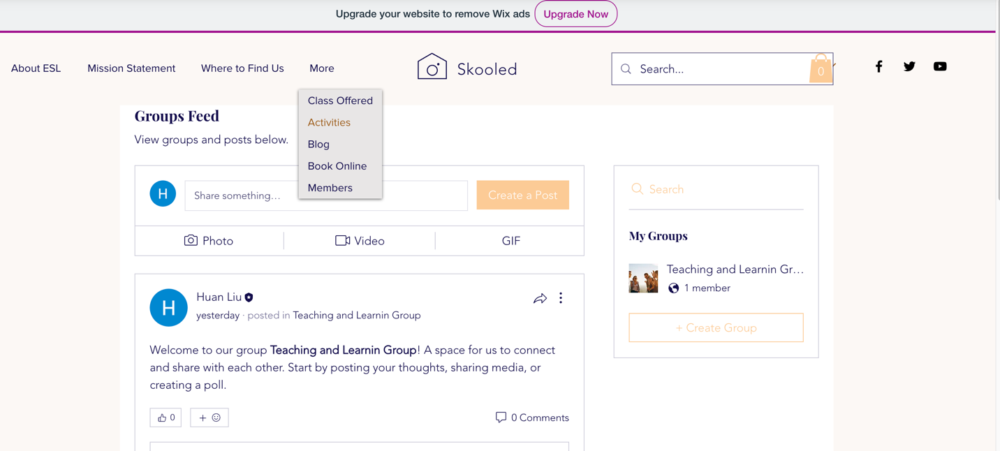 Upgrade your website to remove Wix ads Upgrade Now
About ESL Mission Statement Where to Find Us More Skooled Search... 0
Class Offered
Activities
Blog
Book Online
Members
Groups Feed
View groups and posts below.
H Share something... Create a Post
Photo Video GIF
Search
My Groups
Teaching and Learnin Gr...
1 member
+ Create Group
H Huan Liu
yesterday · posted in Teaching and Learnin Group
Welcome to our group Teaching and Learnin Group! A space for us to connect
and share with each other. Start by posting your thoughts, sharing media, or
creating a poll.
0 + 0 Comments